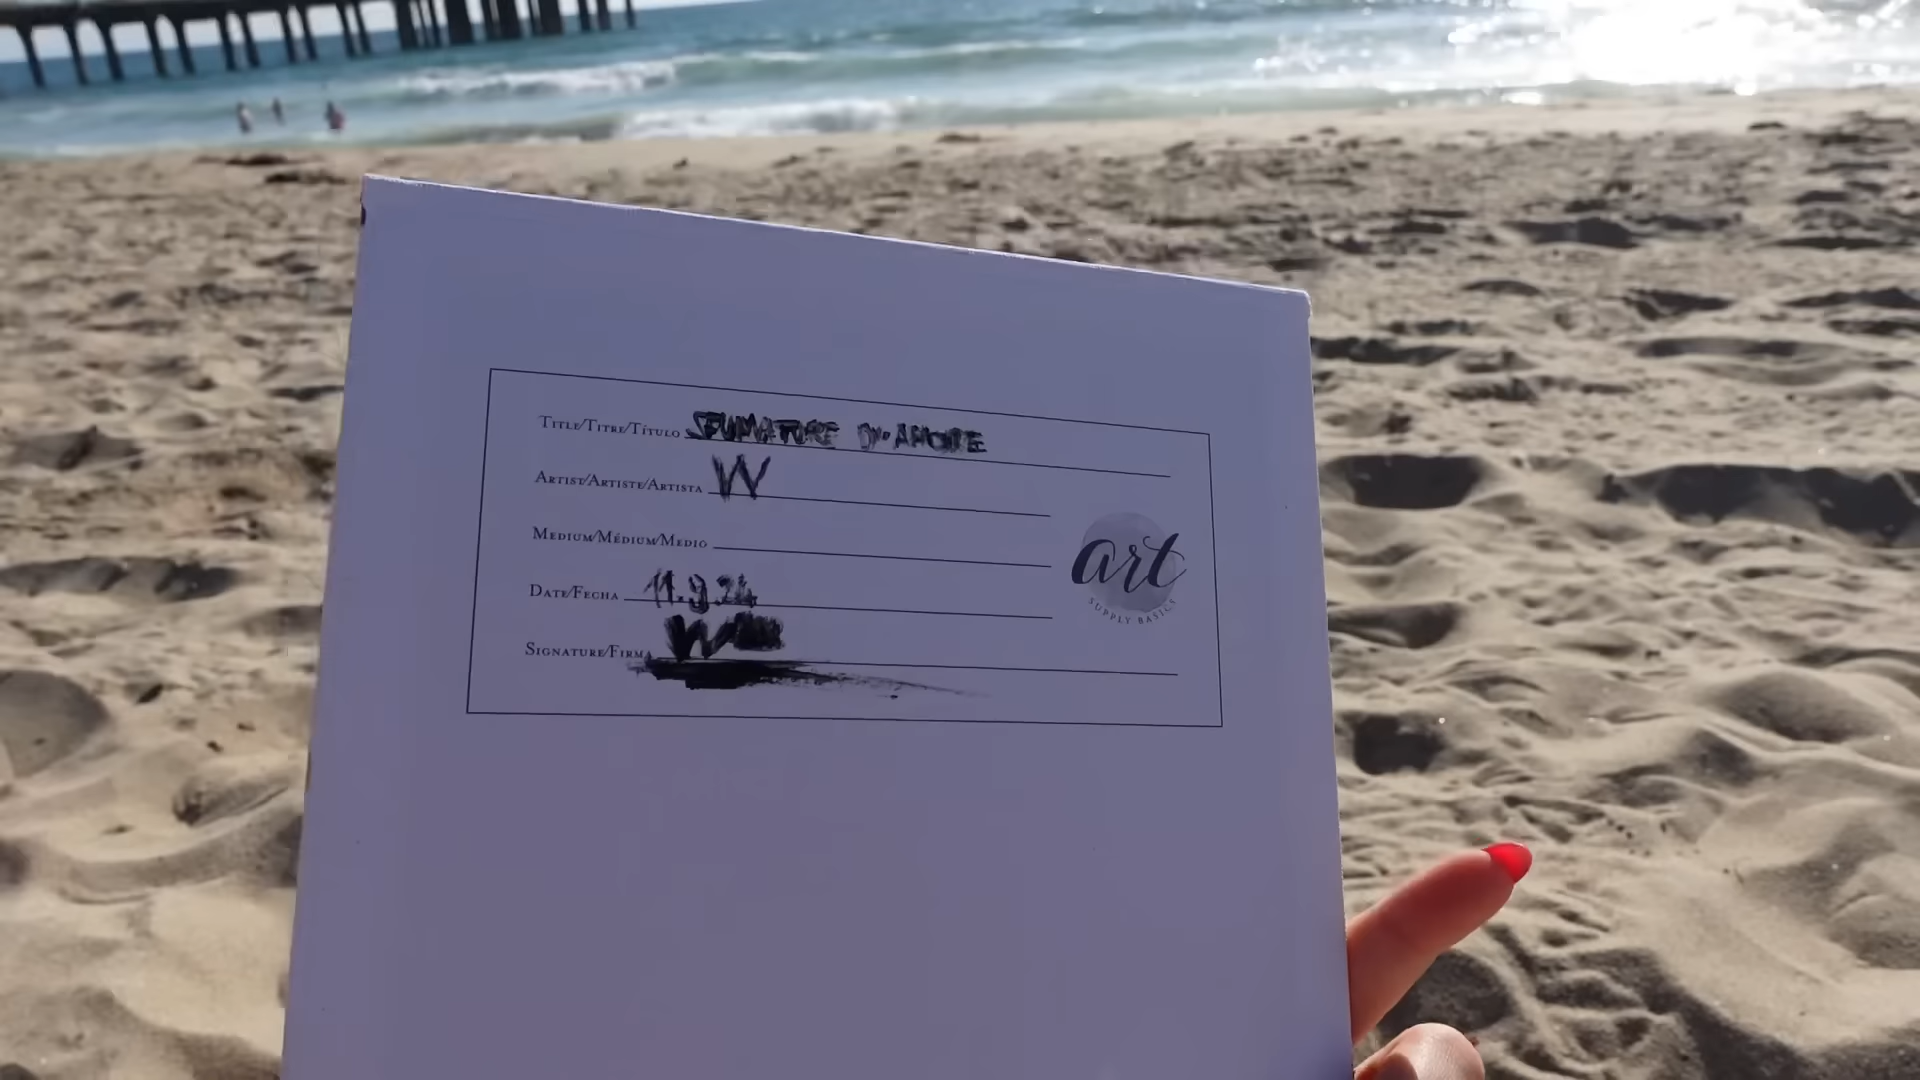 Title/Titre/Título SFUMATURE D'AMORE
Artist/Artiste/Artista W
Medium/Médium/Medio
Date/Fecha 11.9.24
Signature/Firma
art
SUPPLY BASICS